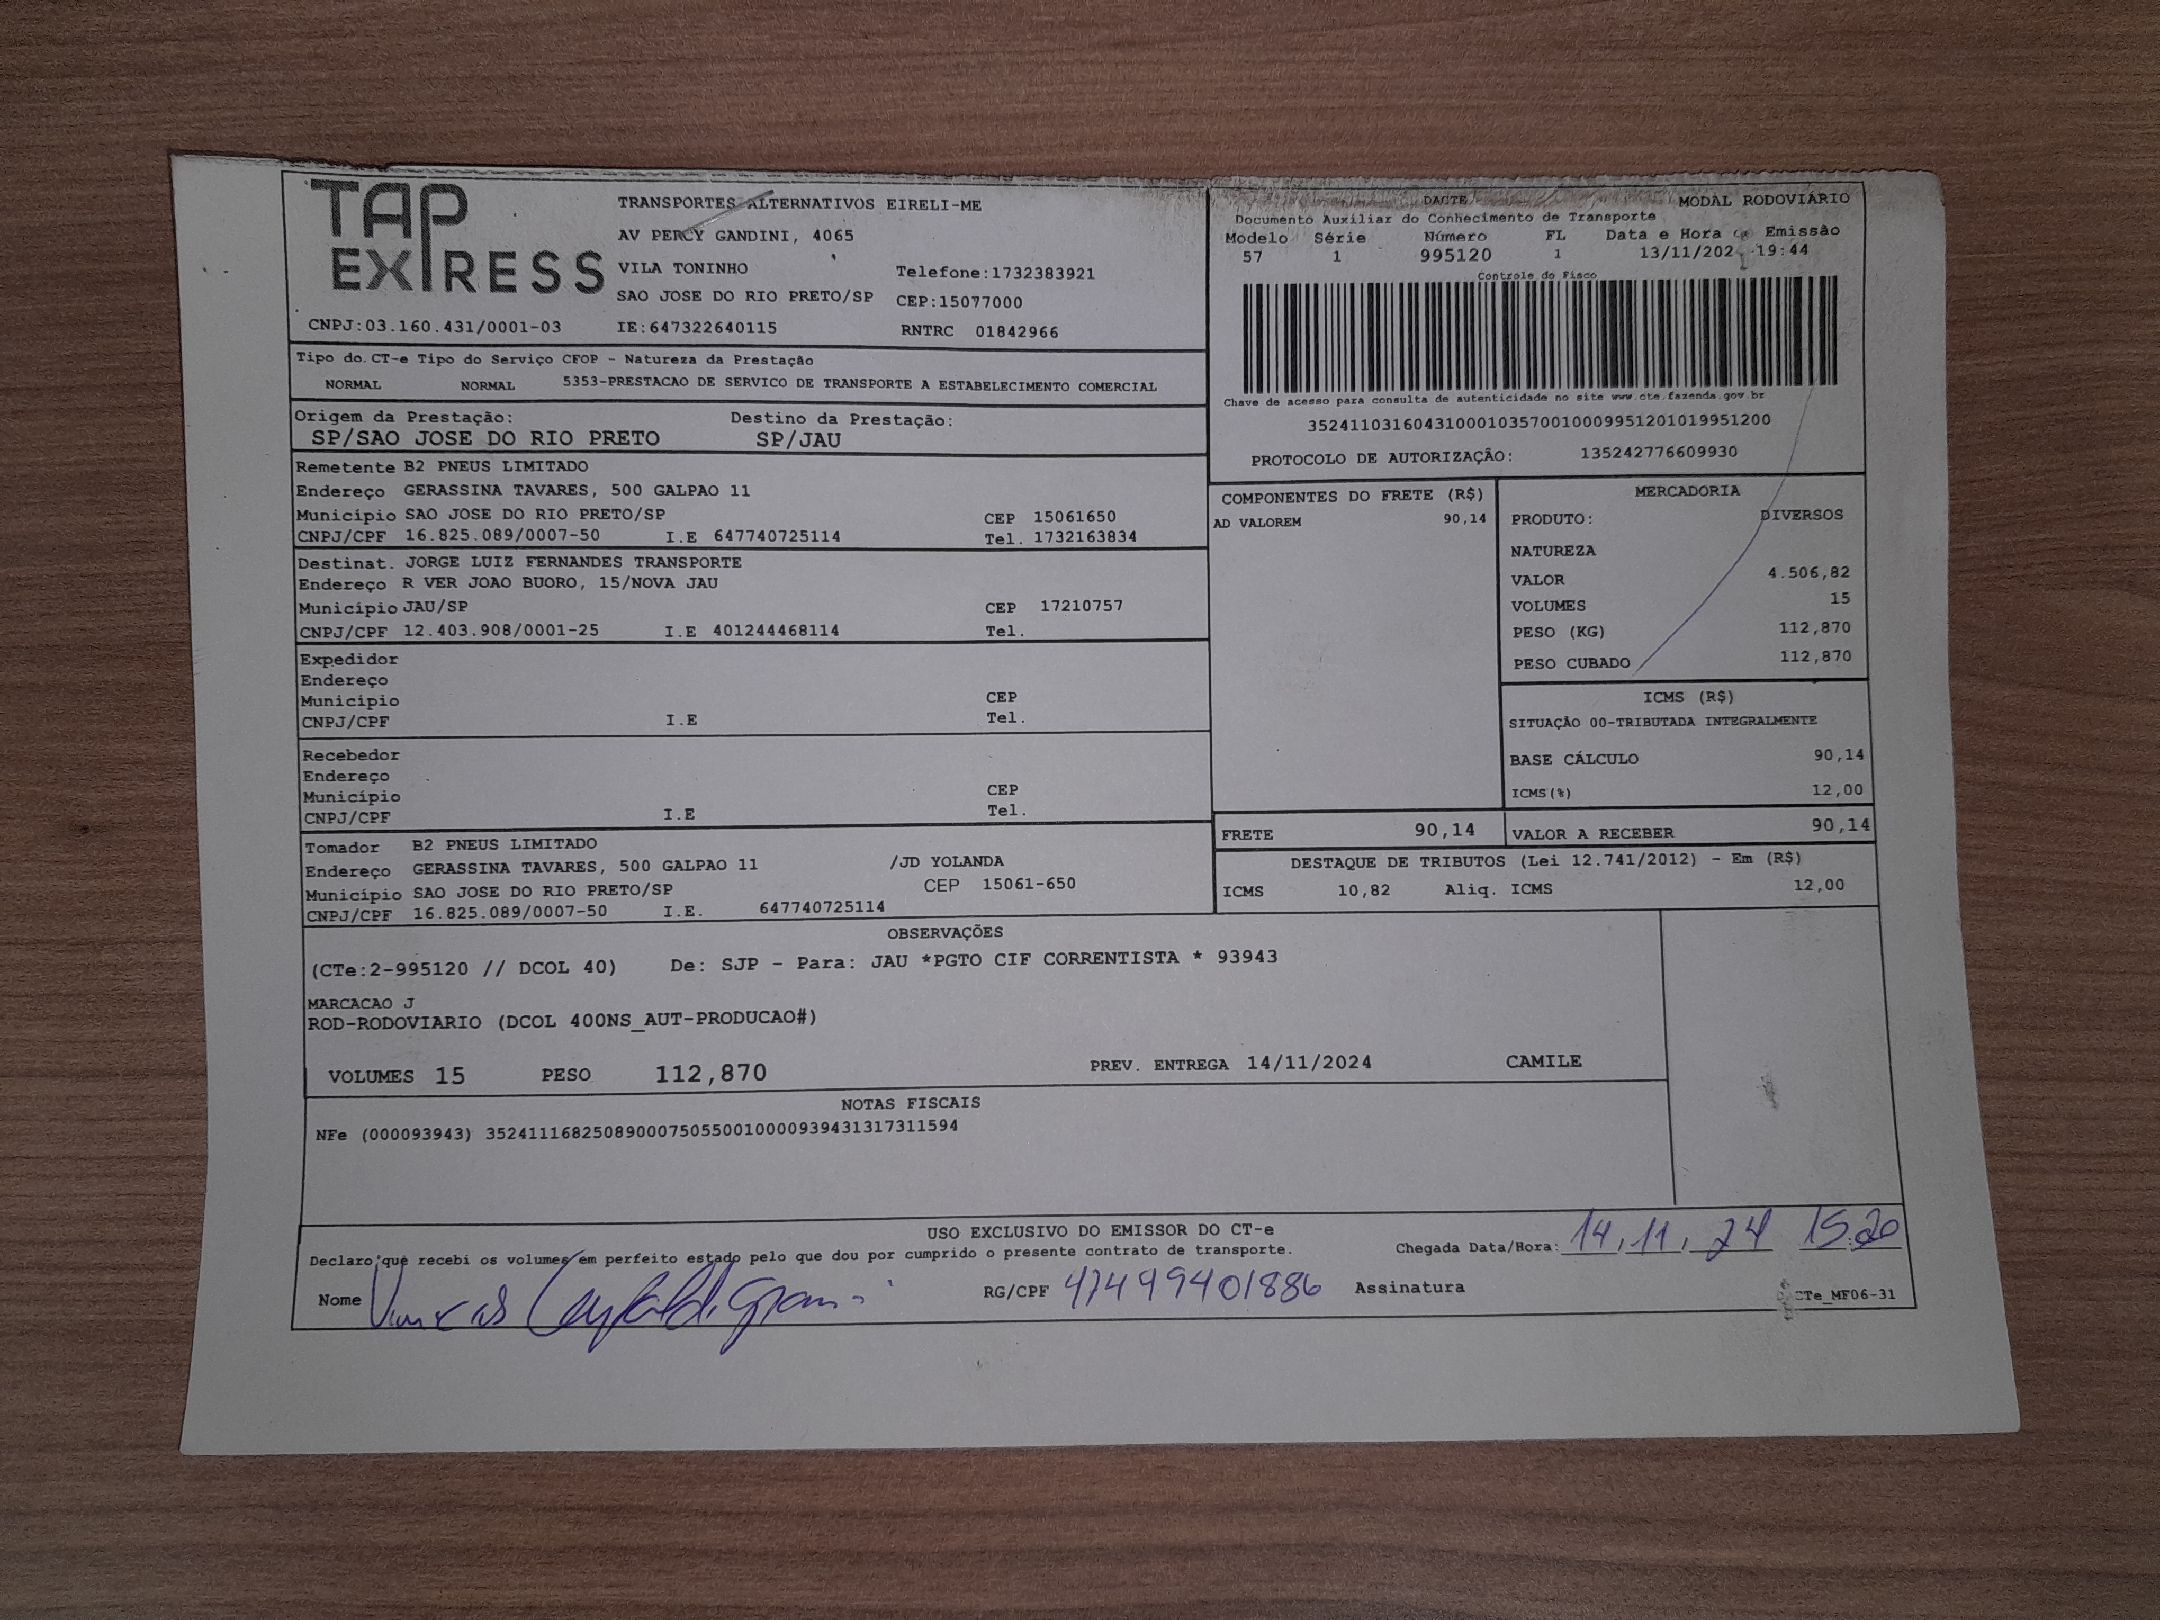 TAP
EXPRESS
TRANSPORTES ALTERNATIVOS EIRELI-ME
AV PERCY GANDINI, 4065
VILA TONINHO Telefone:1732383921
SAO JOSE DO RIO PRETO/SP CEP:15077000
CNPJ:03.160.431/0001-03 IE:647322640115 RNTRC 01842966
DACTE MODAL RODOVIÁRIO
Documento Auxiliar do Conhecimento de Transporte
Modelo Série Número FL Data e Hora Emissão
57 1 995120 1 13/11/202 19:44
Controle do Fisco
Chave de acesso para consulta de autenticidade no site www.cte.fazenda.gov.br
35241103160431000103570010009951201019951200
PROTOCOLO DE AUTORIZAÇÃO: 135242776609930
Tipo do CT-e Tipo do Serviço CFOP - Natureza da Prestação
NORMAL NORMAL 5353-PRESTACAO DE SERVICO DE TRANSPORTE A ESTABELECIMENTO COMERCIAL
Origem da Prestação: Destino da Prestação:
SP/SAO JOSE DO RIO PRETO SP/JAU
Remetente B2 PNEUS LIMITADO
Endereço GERASSINA TAVARES, 500 GALPAO 11
Município SAO JOSE DO RIO PRETO/SP CEP 15061650
CNPJ/CPF 16.825.089/0007-50 I.E 647740725114 Tel. 1732163834
Destinat. JORGE LUIZ FERNANDES TRANSPORTE
Endereço R VER JOAO BUORO, 15/NOVA JAU
Município JAU/SP CEP 17210757
CNPJ/CPF 12.403.908/0001-25 I.E 401244468114 Tel.
Expedidor
Endereço
Município CEP
CNPJ/CPF I.E Tel.
Recebedor
Endereço
Município CEP
CNPJ/CPF I.E Tel.
Tomador B2 PNEUS LIMITADO
Endereço GERASSINA TAVARES, 500 GALPAO 11 /JD YOLANDA
Município SAO JOSE DO RIO PRETO/SP CEP 15061-650
CNPJ/CPF 16.825.089/0007-50 I.E. 647740725114
COMPONENTES DO FRETE (R$)
AD VALOREM 90,14
MERCADORIA
PRODUTO: DIVERSOS
NATUREZA
VALOR 4.506,82
VOLUMES 15
PESO (KG) 112,870
PESO CUBADO 112,870
ICMS (R$)
SITUAÇÃO 00-TRIBUTADA INTEGRALMENTE
BASE CÁLCULO 90,14
ICMS(%) 12,00
FRETE 90,14 VALOR A RECEBER 90,14
DESTAQUE DE TRIBUTOS (Lei 12.741/2012) - Em (R$)
ICMS 10,82 Aliq. ICMS 12,00
OBSERVAÇÕES
(CTe:2-995120 // DCOL 40) De: SJP - Para: JAU *PGTO CIF CORRENTISTA * 93943
MARCACAO J
ROD-RODOVIARIO (DCOL 400NS_AUT-PRODUCAO#)
VOLUMES 15 PESO 112,870 PREV. ENTREGA 14/11/2024 CAMILE
NOTAS FISCAIS
NFe (000093943) 35241116825089000750550010000939431317311594
USO EXCLUSIVO DO EMISSOR DO CT-e
Declaro que recebi os volumes em perfeito estado pelo que dou por cumprido o presente contrato de transporte. Chegada Data/Hora: 14,11,24 15:20
Nome RG/CPF 47499401886 Assinatura CTe_MF06-31